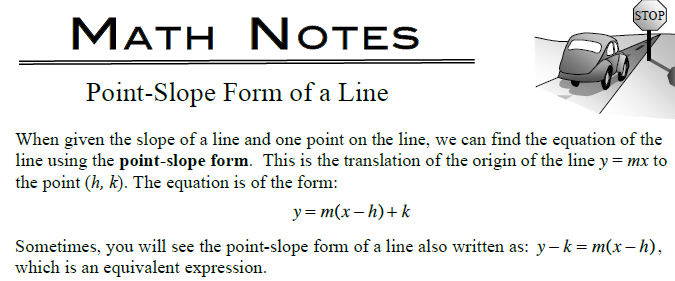 MATH NOTES
STOP
Point-Slope Form of a Line
When given the slope of a line and one point on the line, we can find the equation of the
line using the point-slope form. This is the translation of the origin of the line y = mx to
the point (h, k). The equation is of the form:
y = m(x – h) + k
Sometimes, you will see the point-slope form of a line also written as: y – k = m(x – h),
which is an equivalent expression.